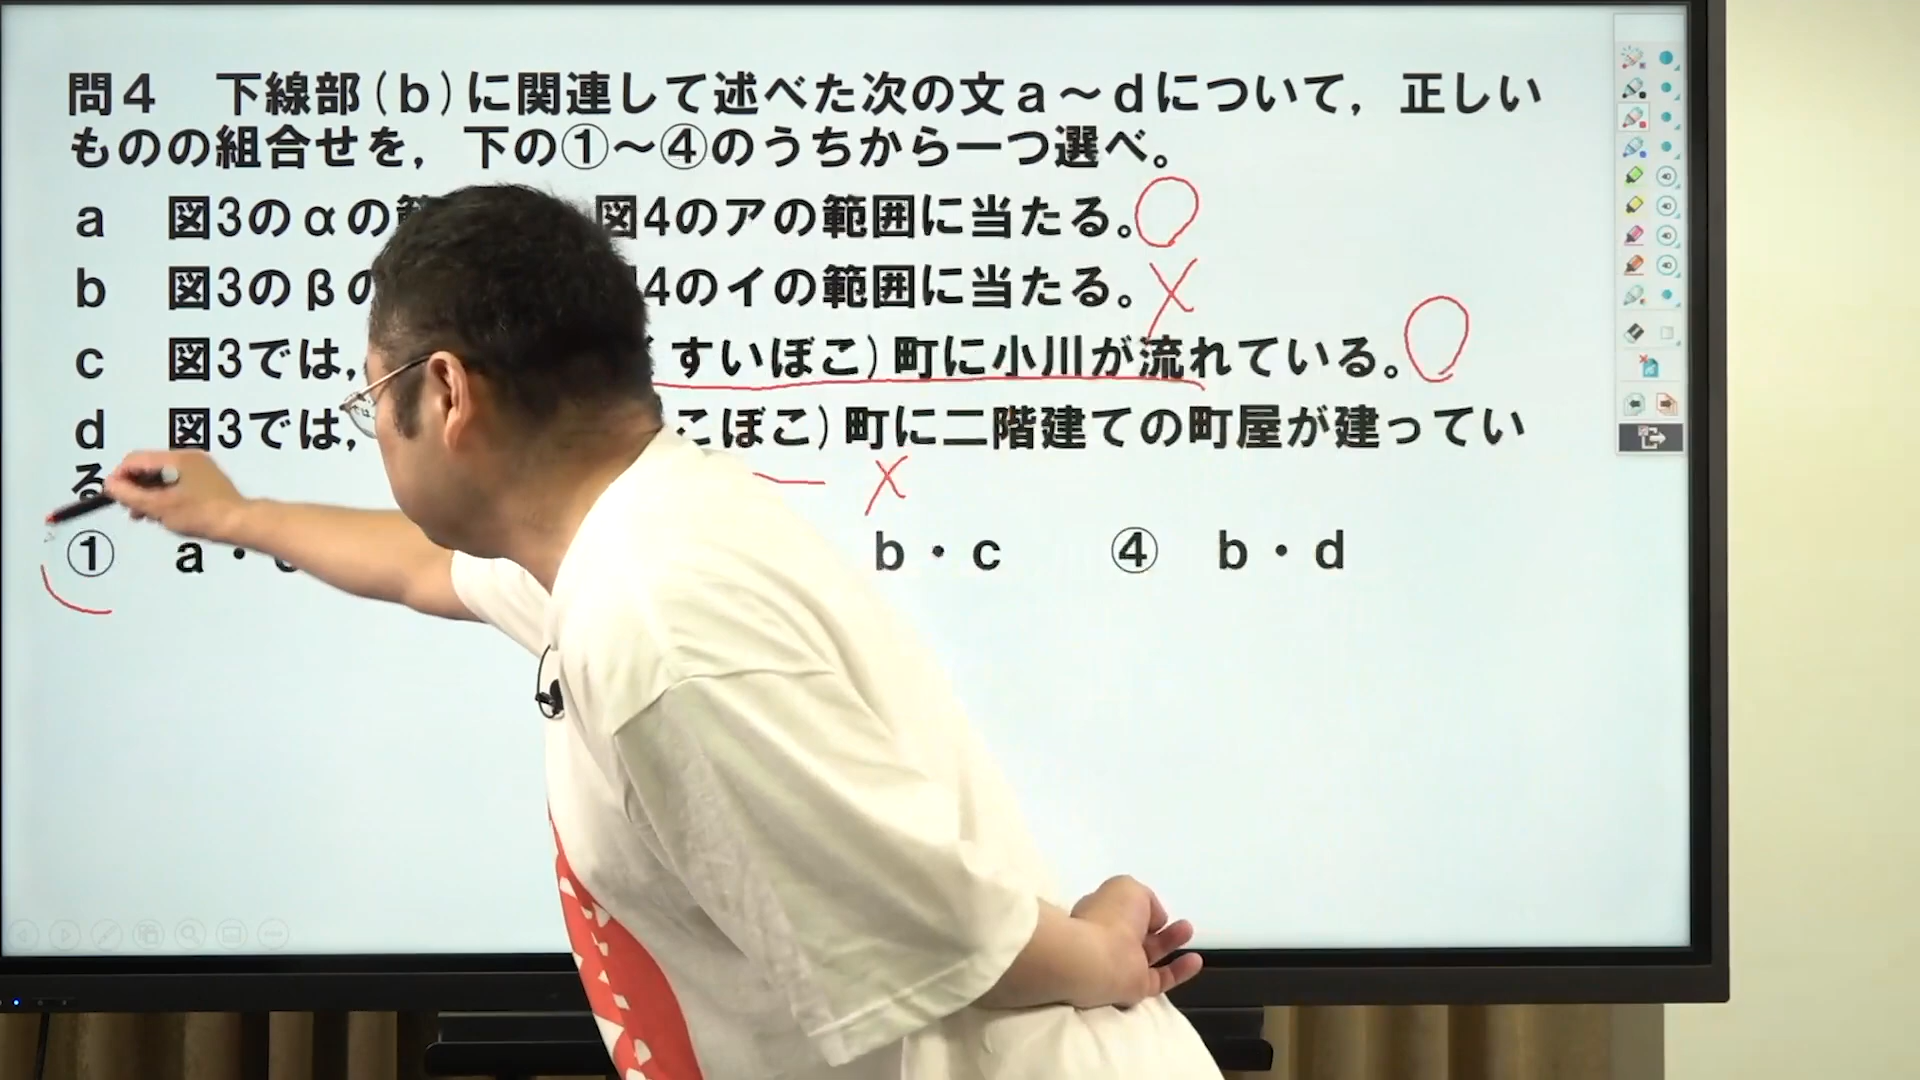 問4 下線部(b)に関連して述べた次の文a～dについて，正しい
ものの組合せを，下の①～④のうちから一つ選べ。
a 図3のαの 図4のアの範囲に当たる。
b 図3のβの 4のイの範囲に当たる。
c 図3では， すいぼこ)町に小川が流れている。
d 図3では， こぼこ)町に二階建ての町屋が建ってい
る
① a・ b・c ④ b・d